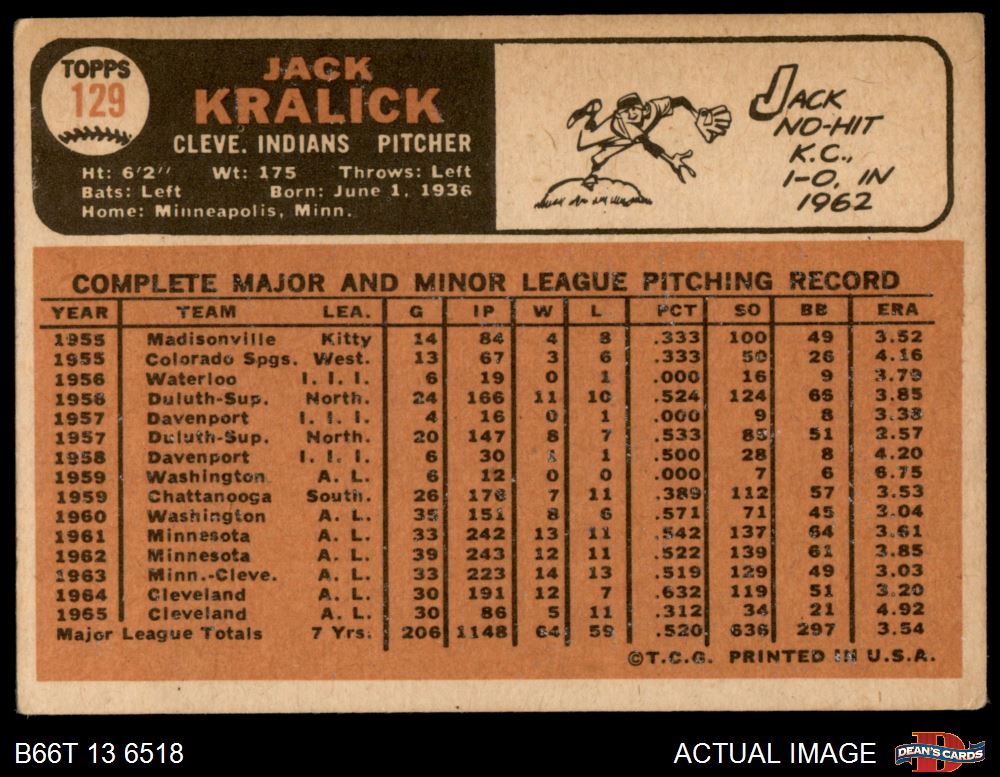 TOPPS
129
JACK
KRALICK
CLEVE. INDIANS PITCHER
Ht: 6'2" Wt: 175 Throws: Left
Bats: Left Born: June 1, 1936
Home: Minneapolis, Minn.
JACK
NO-HIT
K.C.,
1-0, IN
1962
COMPLETE MAJOR AND MINOR LEAGUE PITCHING RECORD
YEAR TEAM LEA. G IP W L PCT SO BB ERA
1955 Madisonville Kitty 14 84 4 8 .333 100 49 3.52
1955 Colorado Spgs. West. 13 67 3 6 .333 50 26 4.16
1956 Waterloo I. I. I. 6 19 0 1 .000 16 9 3.79
1956 Duluth-Sup. North. 24 166 11 10 .524 124 3.85
1957 Davenport I. I. I. 4 16 0 1 .000 9 8 3.38
1957 Duluth-Sup. North. 20 147 8 7 .533 51 2.57
1958 Davenport I. I. I. 6 30 1 1 .500 28 8 4.20
1959 Washington A. L. 6 12 0 0 .000 7 6 6.75
1959 Chattanooga South. 26 7 11 .389 112 57 3.53
1960 Washington A. L. 35 151 8 6 .571 71 45 3.04
1961 Minnesota A. L. 33 242 13 11 .542 137 64 3.61
1962 Minnesota A. L. 39 243 12 11 .522 139 61 3.85
1963 Minn.-Cleve. A. L. 33 223 14 13 .519 129 49 3.03
1964 Cleveland A. L. 30 191 12 7 .632 119 51 3.20
1965 Cleveland A. L. 30 86 5 11 .312 34 21 4.92
Major League Totals 7 Yrs. 206 1148 64 59 .520 636 297 3.54
©T.C.G. PRINTED IN U.S.A.
B66T 13 6518
ACTUAL IMAGE
DEAN'S CARDS